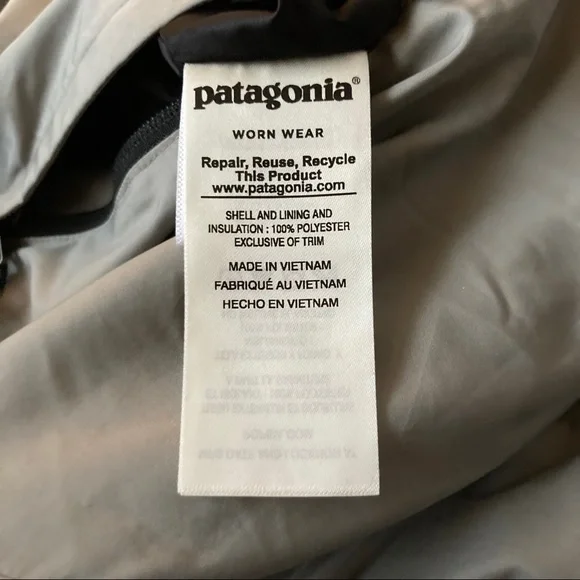 patagonia®
WORN WEAR
Repair, Reuse, Recycle
This Product
www.patagonia.com
SHELL AND LINING AND
INSULATION : 100% POLYESTER
EXCLUSIVE OF TRIM
MADE IN VIETNAM
FABRIQUÉ AU VIETNAM
HECHO EN VIETNAM